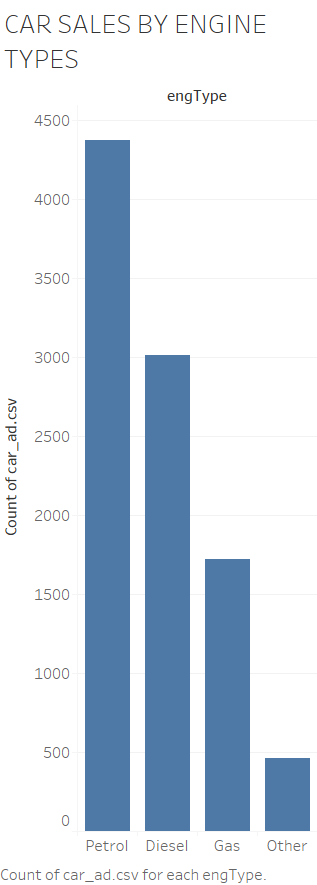 CAR SALES BY ENGINE
TYPES
engType
4500
4000
3500
3000
2500
2000
1500
1000
500
0
Count of car_ad.csv
Petrol Diesel Gas Other
Count of car_ad.csv for each engType.